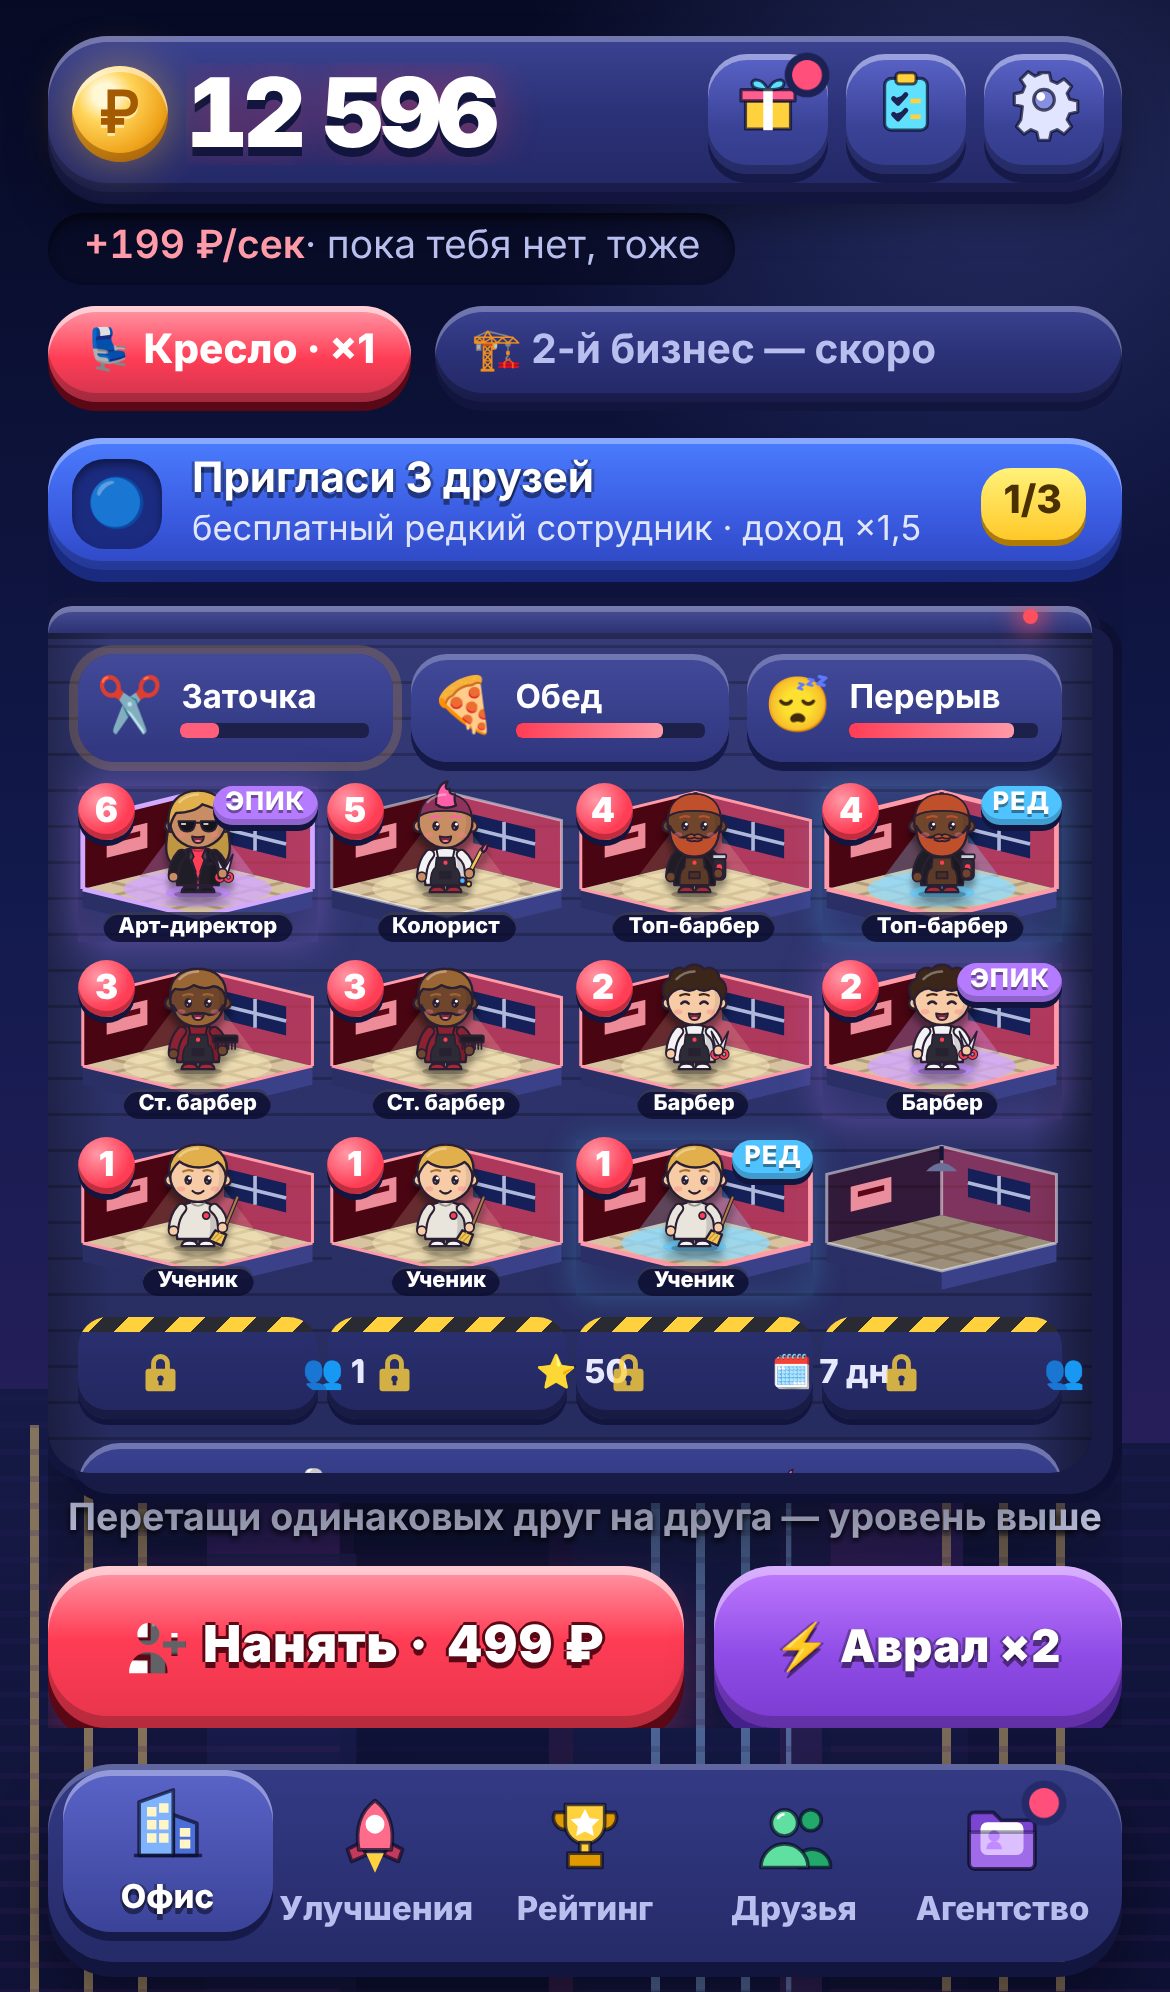 ₽ 12 596
+199 ₽/сек · пока тебя нет, тоже
Кресло · ×1
2-й бизнес — скоро
Пригласи 3 друзей
бесплатный редкий сотрудник · доход ×1,5
1/3
Заточка
Обед
Перерыв
6 ЭПИК 5 4 4 РЕД
Арт-директор Колорист Топ-барбер Топ-барбер
3 3 2 2 ЭПИК
Ст. барбер Ст. барбер Барбер Барбер
1 1 1 РЕД
Ученик Ученик Ученик
1 50 7 дн
Перетащи одинаковых друг на друга — уровень выше
Нанять · 499 ₽
Аврал ×2
Офис Улучшения Рейтинг Друзья Агентство